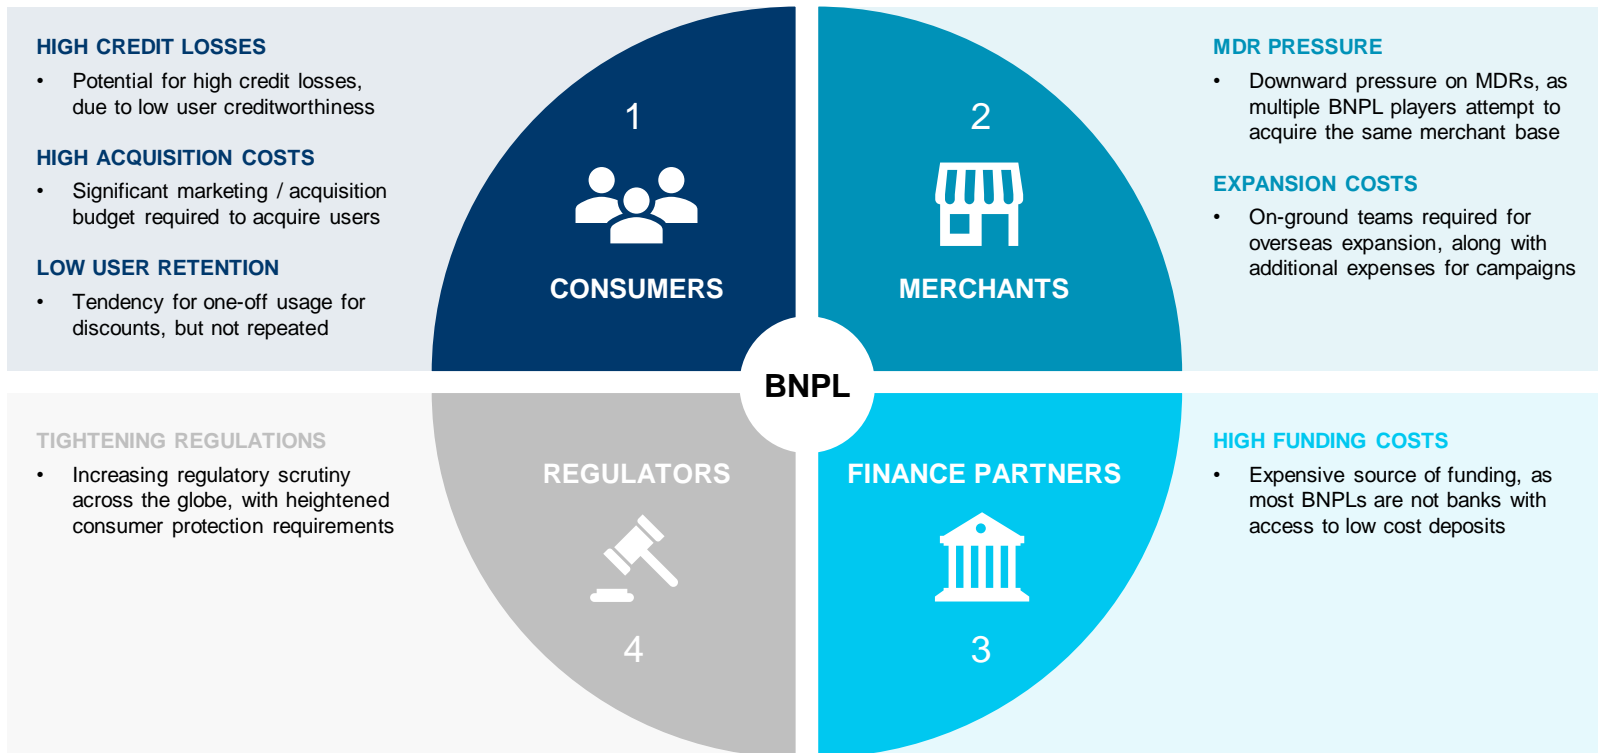 HIGH CREDIT LOSSES
• Potential for high credit losses,
due to low user creditworthiness
HIGH ACQUISITION COSTS
• Significant marketing / acquisition
budget required to acquire users
LOW USER RETENTION
• Tendency for one-off usage for
discounts, but not repeated
1
CONSUMERS
2
MERCHANTS
MDR PRESSURE
• Downward pressure on MDRs, as
multiple BNPL players attempt to
acquire the same merchant base
EXPANSION COSTS
• On-ground teams required for
overseas expansion, along with
additional expenses for campaigns
BNPL
TIGHTENING REGULATIONS
• Increasing regulatory scrutiny
across the globe, with heightened
consumer protection requirements
REGULATORS
4
FINANCE PARTNERS
3
HIGH FUNDING COSTS
• Expensive source of funding, as
most BNPLs are not banks with
access to low cost deposits